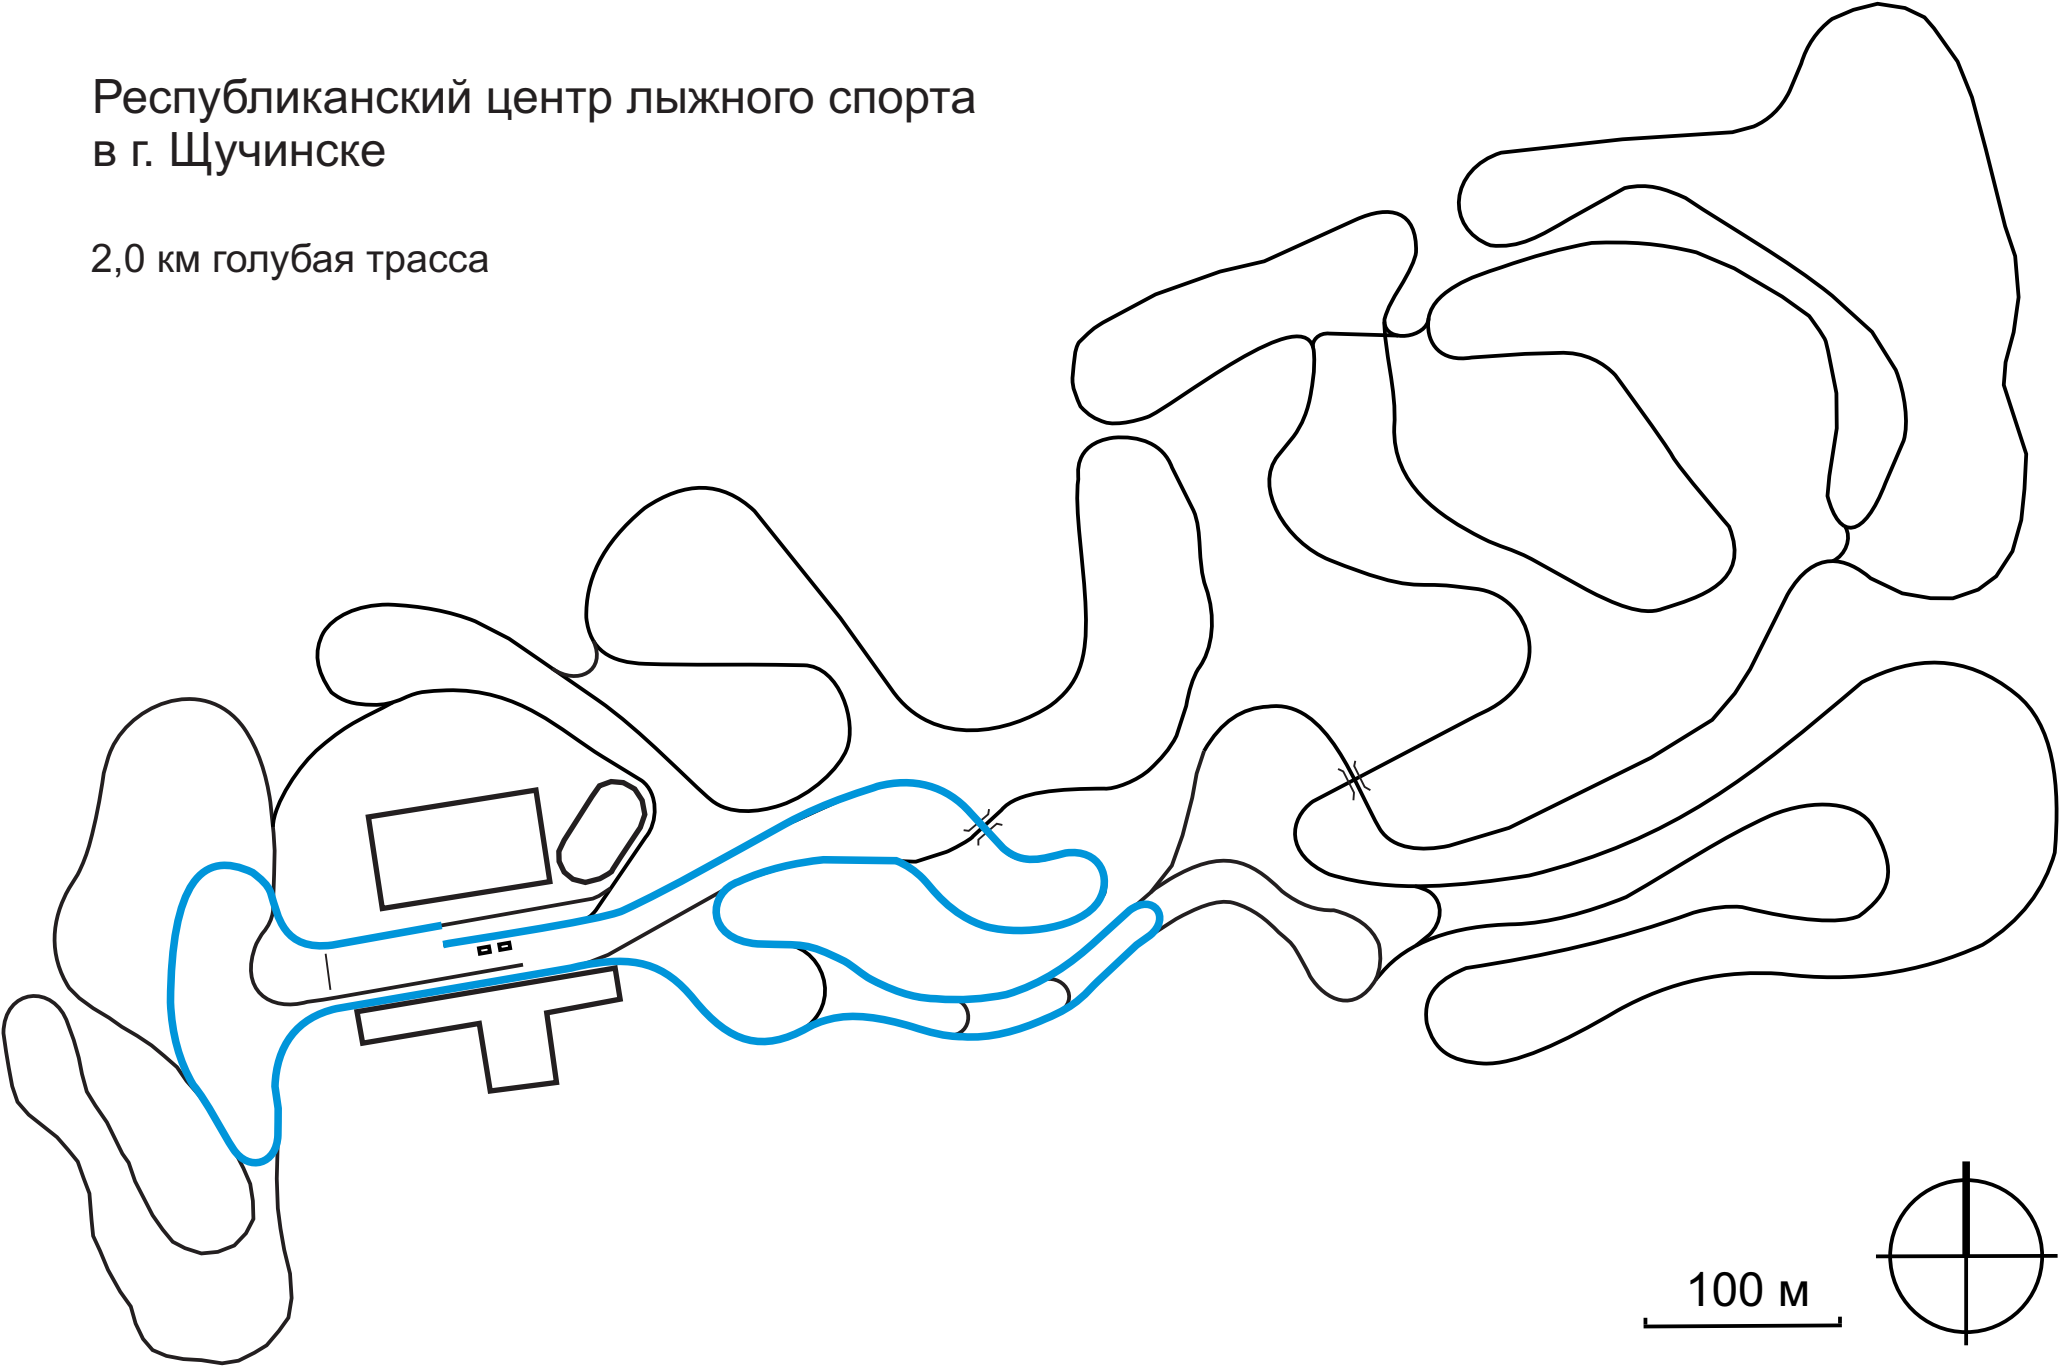 Республиканский центр лыжного спорта
в г. Щучинске
2,0 км голубая трасса
100 м